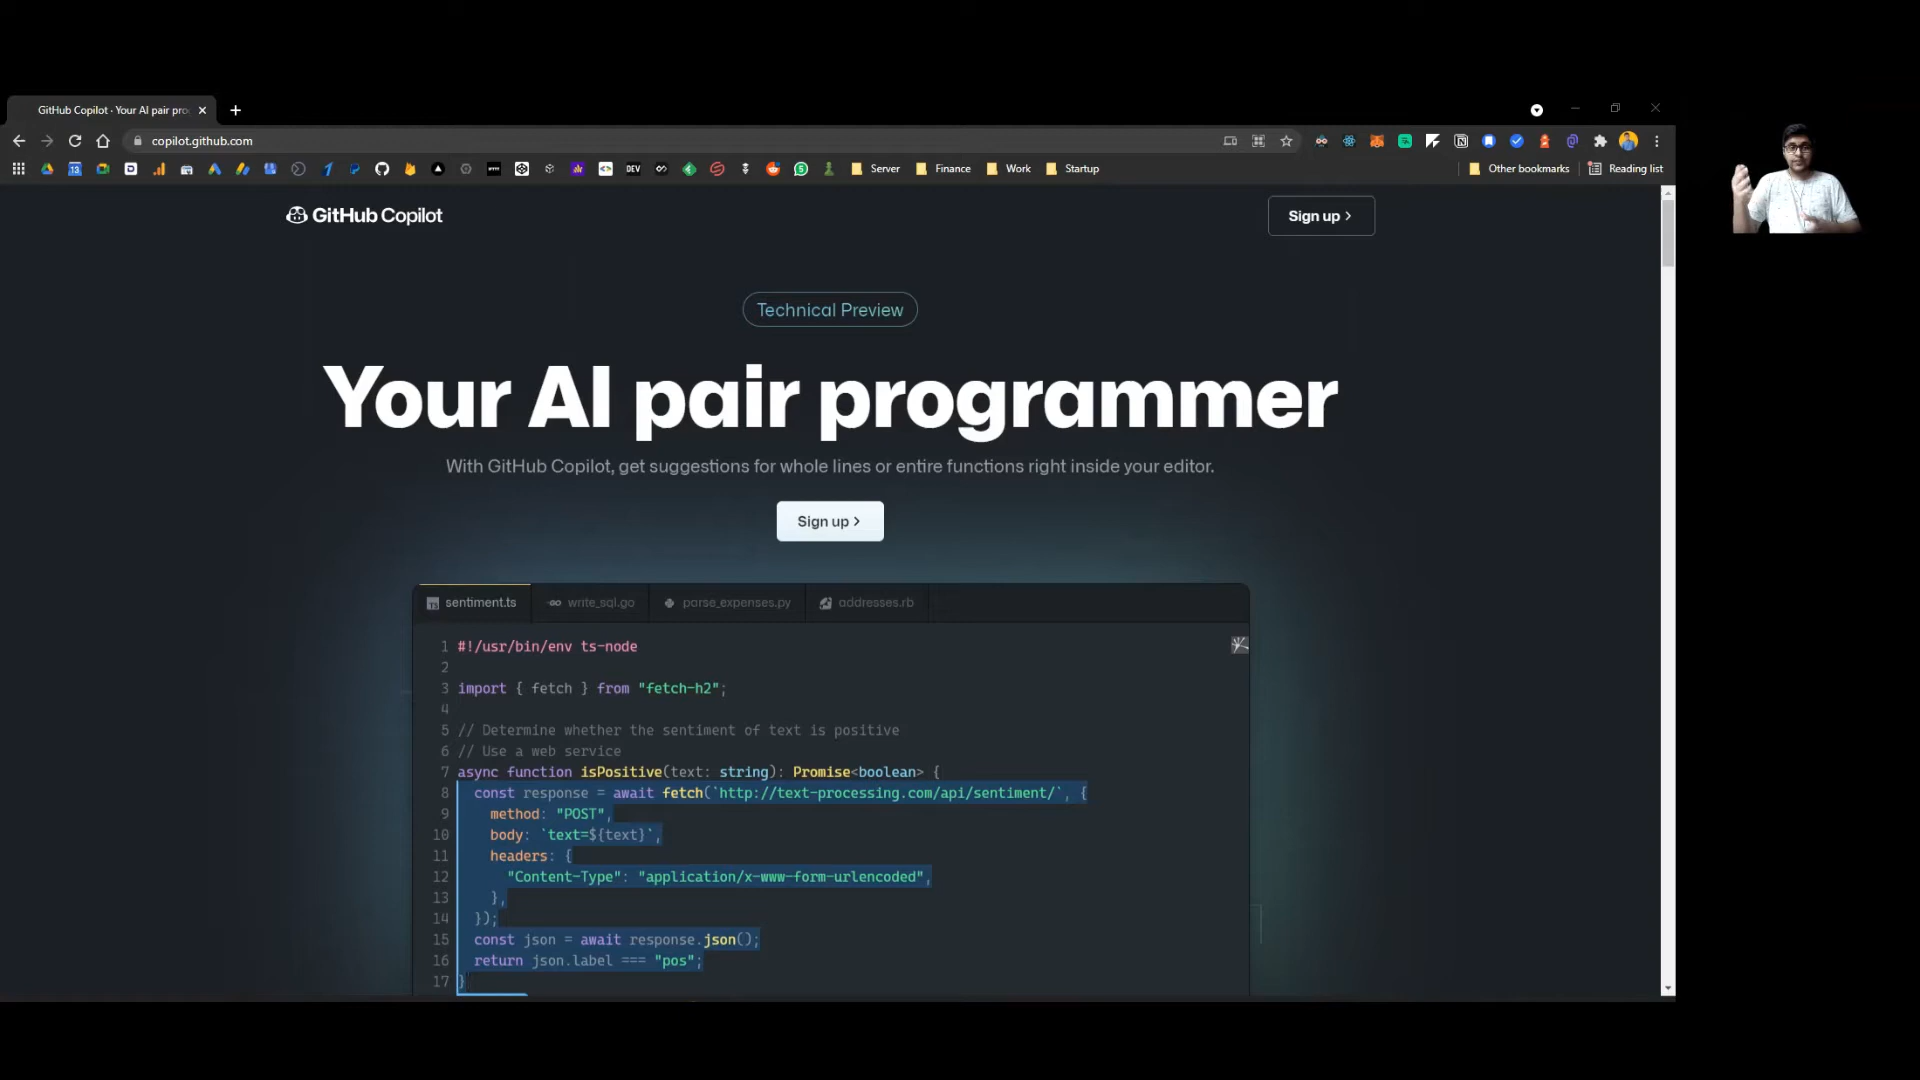 GitHub Copilot · Your AI pair pro
copilot.github.com
13
DEV
Server
Finance
Work
Startup
Other bookmarks
Reading list
GitHub Copilot
Sign up >
Technical Preview
Your AI pair programmer
With GitHub Copilot, get suggestions for whole lines or entire functions right inside your editor.
Sign up >
TS sentiment.ts
write_sql.go
parse_expenses.py
addresses.rb
1 #!/usr/bin/env ts-node
2
3 import { fetch } from "fetch-h2";
4
5 // Determine whether the sentiment of text is positive
6 // Use a web service
7 async function isPositive(text: string): Promise<boolean> {
8 const response = await fetch(`http://text-processing.com/api/sentiment/`, {
9 method: "POST",
10 body: `text=${text}`,
11 headers: {
12 "Content-Type": "application/x-www-form-urlencoded",
13 },
14 });
15 const json = await response.json();
16 return json.label === "pos";
17 }